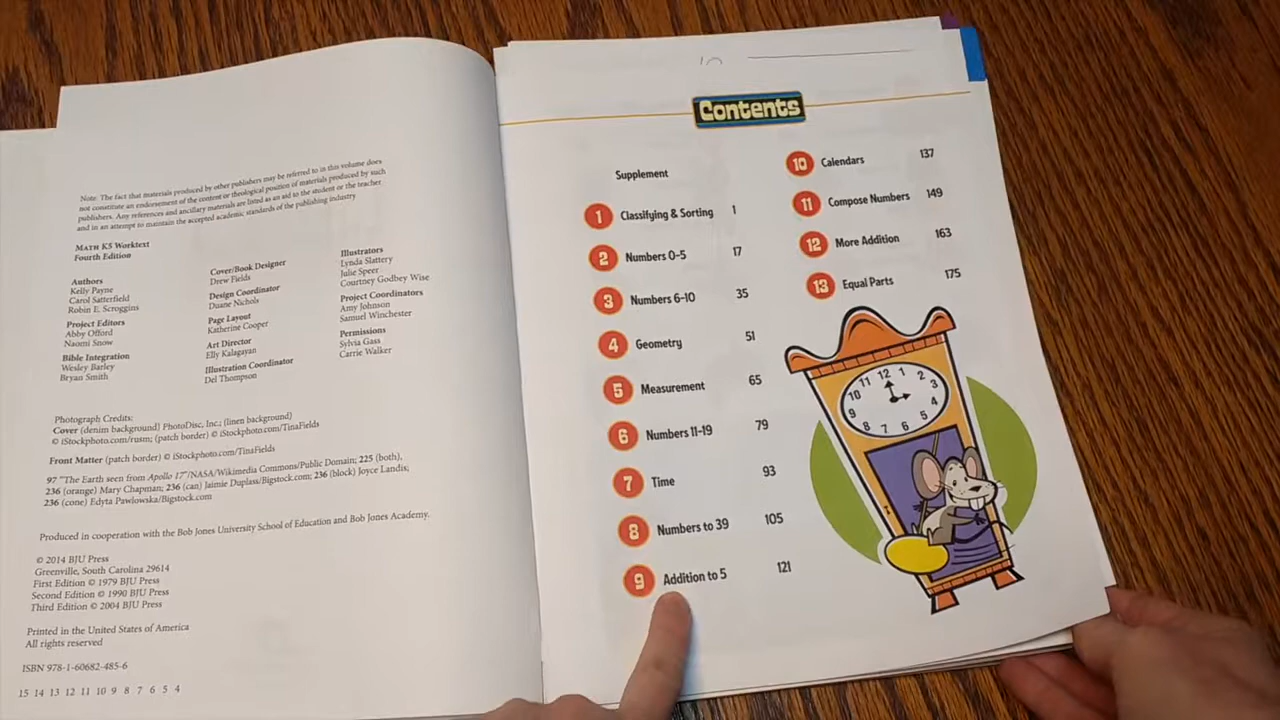 Note: The fact that materials produced by other publishers may be referred to in this volume does
not constitute an endorsement of the content or theological position of materials produced by such
publishers. Any references and ancillary materials are listed as an aid to the student or the teacher
and in an attempt to maintain the accepted academic standards of the publishing industry
MATH K5 Worktext
Fourth Edition
Authors
Kelly Payne
Carol Satterfield
Robin E. Scroggins
Project Editors
Abby Offord
Naomi Snow
Bible Integration
Wesley Barley
Bryan Smith
Cover/Book Designer
Drew Fields
Design Coordinator
Duane Nichols
Page Layout
Katherine Cooper
Art Director
Elly Kalagayan
Illustration Coordinator
Del Thompson
Illustrators
Lynda Slattery
Julie Speer
Courtney Godbey Wise
Project Coordinators
Amy Johnson
Samuel Winchester
Permissions
Sylvia Gass
Carrie Walker
Photograph Credits:
Cover (denim background) PhotoDisc, Inc.; (linen background)
© iStockphoto.com/rusm; (patch border) © iStockphoto.com/TinaFields
Front Matter (patch border) © iStockphoto.com/TinaFields
97 "The Earth seen from Apollo 17"/NASA/Wikimedia Commons/Public Domain; 225 (both),
236 (orange) Mary Chapman; 236 (can) Jaimie Duplass/Bigstock.com; 236 (block) Joyce Landis;
236 (cone) Edyta Pawlowska/Bigstock.com
Produced in cooperation with the Bob Jones University School of Education and Bob Jones Academy.
© 2014 BJU Press
Greenville, South Carolina 29614
First Edition © 1979 BJU Press
Second Edition © 1990 BJU Press
Third Edition © 2004 BJU Press
Printed in the United States of America
All rights reserved
ISBN 978-1-60682-485-6
15 14 13 12 11 10 9 8 7 6 5 4
Contents
Supplement
1 Classifying & Sorting 1
2 Numbers 0-5 17
3 Numbers 6-10 35
4 Geometry 51
5 Measurement 65
6 Numbers 11-19 79
7 Time 93
8 Numbers to 39 105
9 Addition to 5 121
10 Calendars 137
11 Compose Numbers 149
12 More Addition 163
13 Equal Parts 175
12 1 2 3 4 5 6 7 8 9 10 11